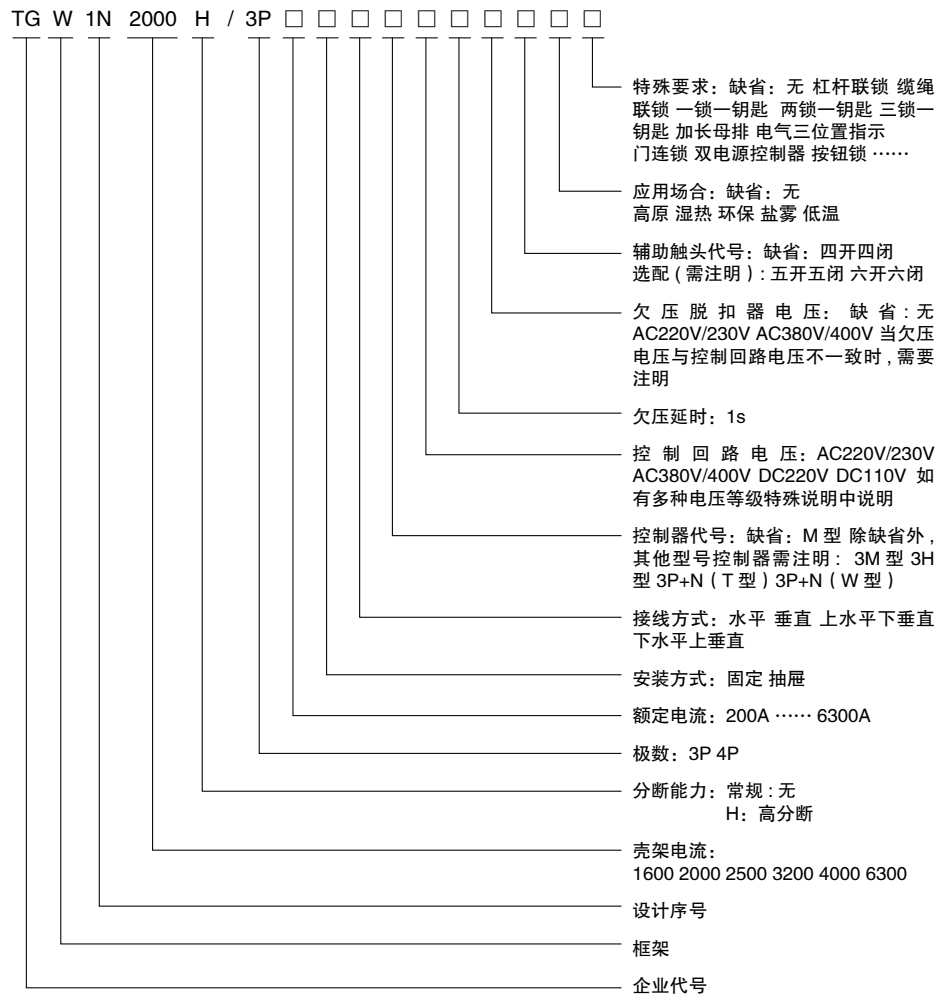 TG W 1N 2000 H / 3P □ □ □ □ □ □ □ □ □ □
特殊要求：缺省：无 杠杆联锁 缆绳
联锁 一锁一钥匙 两锁一钥匙 三锁一
钥匙 加长母排 电气三位置指示
门连锁 双电源控制器 按钮锁 ……
应用场合：缺省：无
高原 湿热 环保 盐雾 低温
辅助触头代号：缺省：四开四闭
选配（需注明）：五开五闭 六开六闭
欠压脱扣器电压：缺省：无
AC220V/230V AC380V/400V 当欠压
电压与控制回路电压不一致时，需要
注明
欠压延时：1s
控制回路电压：AC220V/230V
AC380V/400V DC220V DC110V 如
有多种电压等级特殊说明中说明
控制器代号：缺省：M 型 除缺省外，
其他型号控制器需注明：3M 型 3H
型 3P+N（T 型）3P+N（W 型）
接线方式：水平 垂直 上水平下垂直
下水平上垂直
安装方式：固定 抽屉
额定电流：200A …… 6300A
极数：3P 4P
分断能力：常规：无
H：高分断
壳架电流：
1600 2000 2500 3200 4000 6300
设计序号
框架
企业代号